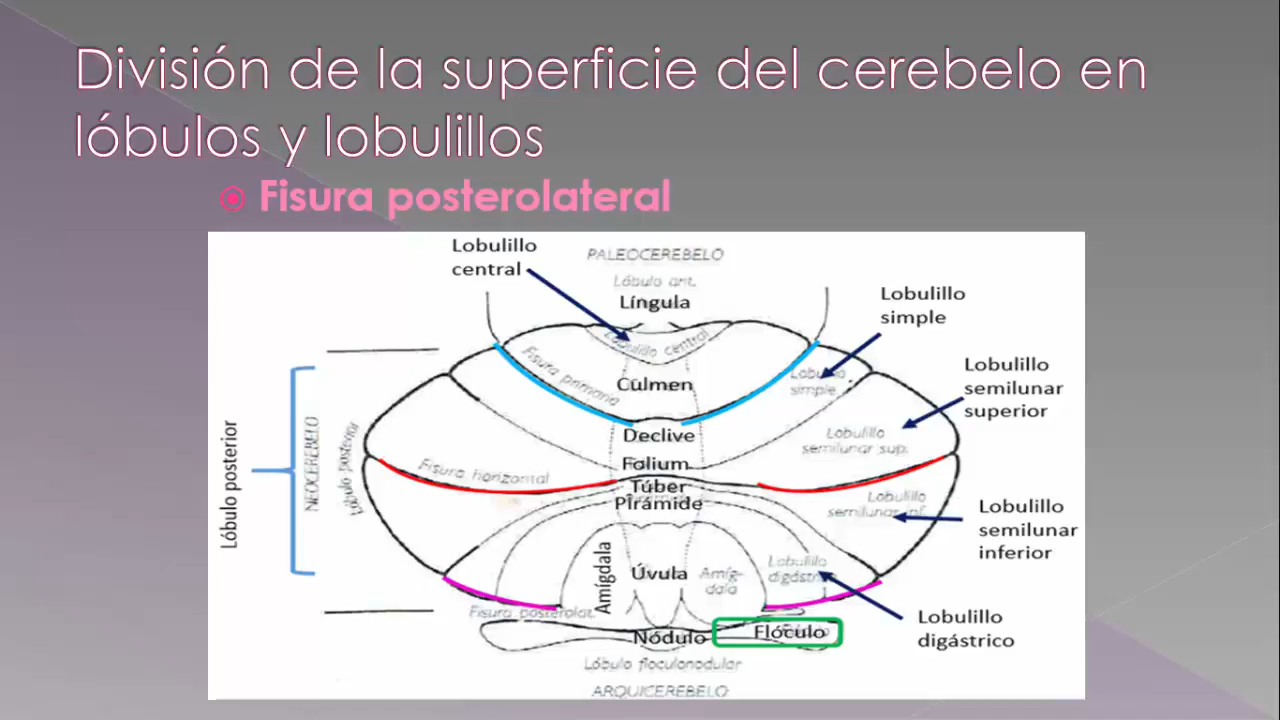 División de la superficie del cerebelo en
lóbulos y lobulillos
Fisura posterolateral
Lobulillo
central
PALEOCEREBELO
Lóbulo ant.
Língula
Lobulillo
simple
Lobulillo central
Fisura primaria
Culmen
Lobulillo
simple
Lobulillo
semilunar
superior
Declive
Lobulillo
semilunar sup.
Folium
Fisura horizontal
Túber
Pirámide
Lobulillo
semilunar inf.
Lobulillo
semilunar
inferior
Lóbulo posterior
NEOCEREBELO
Lóbulo posterior
Amígdala
Úvula
Amíg-
dala
Lobulillo
digástrico
Fisura posterolat.
Lobulillo
digástrico
Nódulo
Flóculo
Lóbulo floculonodular
ARQUICEREBELO